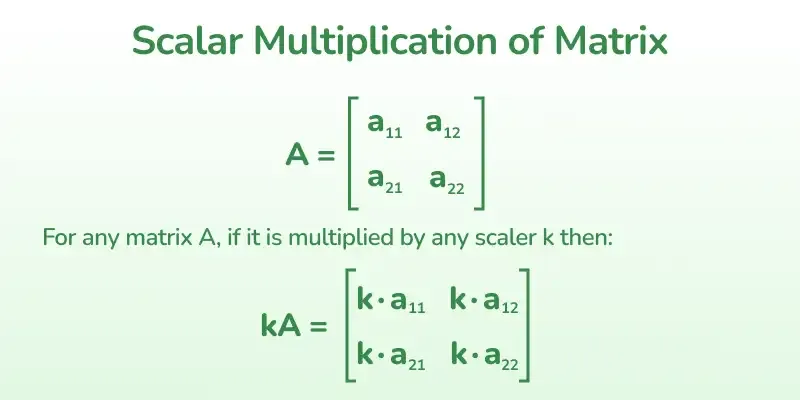 Scalar Multiplication of Matrix
A = [ a₁₁ a₁₂
a₂₁ a₂₂ ]
For any matrix A, if it is multiplied by any scaler k then:
kA = [ k·a₁₁ k·a₁₂
k·a₂₁ k·a₂₂ ]